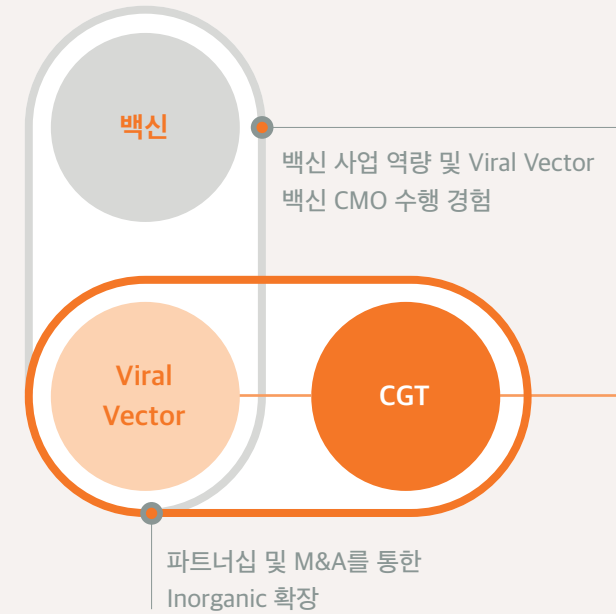 백신
백신 사업 역량 및 Viral Vector
백신 CMO 수행 경험
Viral
Vector
CGT
파트너십 및 M&A를 통한
Inorganic 확장